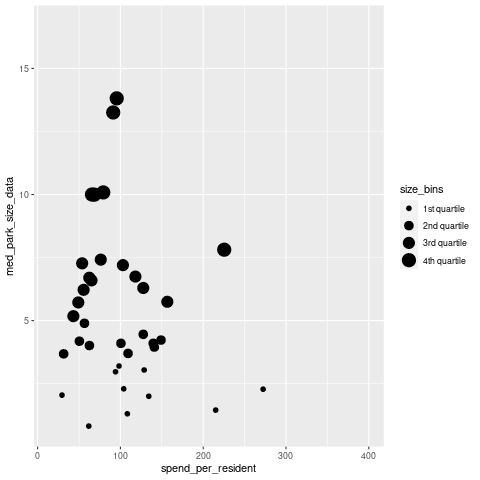 15
10
5
0
100
200
300
400
med_park_size_data
spend_per_resident
size_bins
1st quartile
2nd quartile
3rd quartile
4th quartile